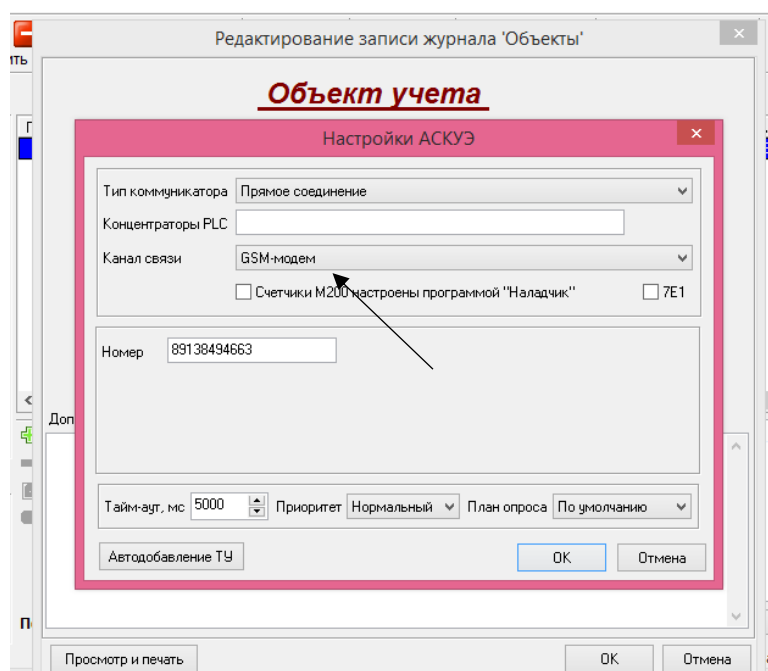 Редактирование записи журнала 'Объекты'
ить
Объект учета
Настройки АСКУЭ
Тип коммуникатора Прямое соединение
Концентраторы PLC
Канал связи GSM-модем
Счетчики М200 настроены программой "Наладчик" 7E1
Номер 89138494663
Доп
Тайм-аут, мс 5000 Приоритет Нормальный План опроса По умолчанию
Автодобавление ТУ ОК Отмена
Просмотр и печать ОК Отмена